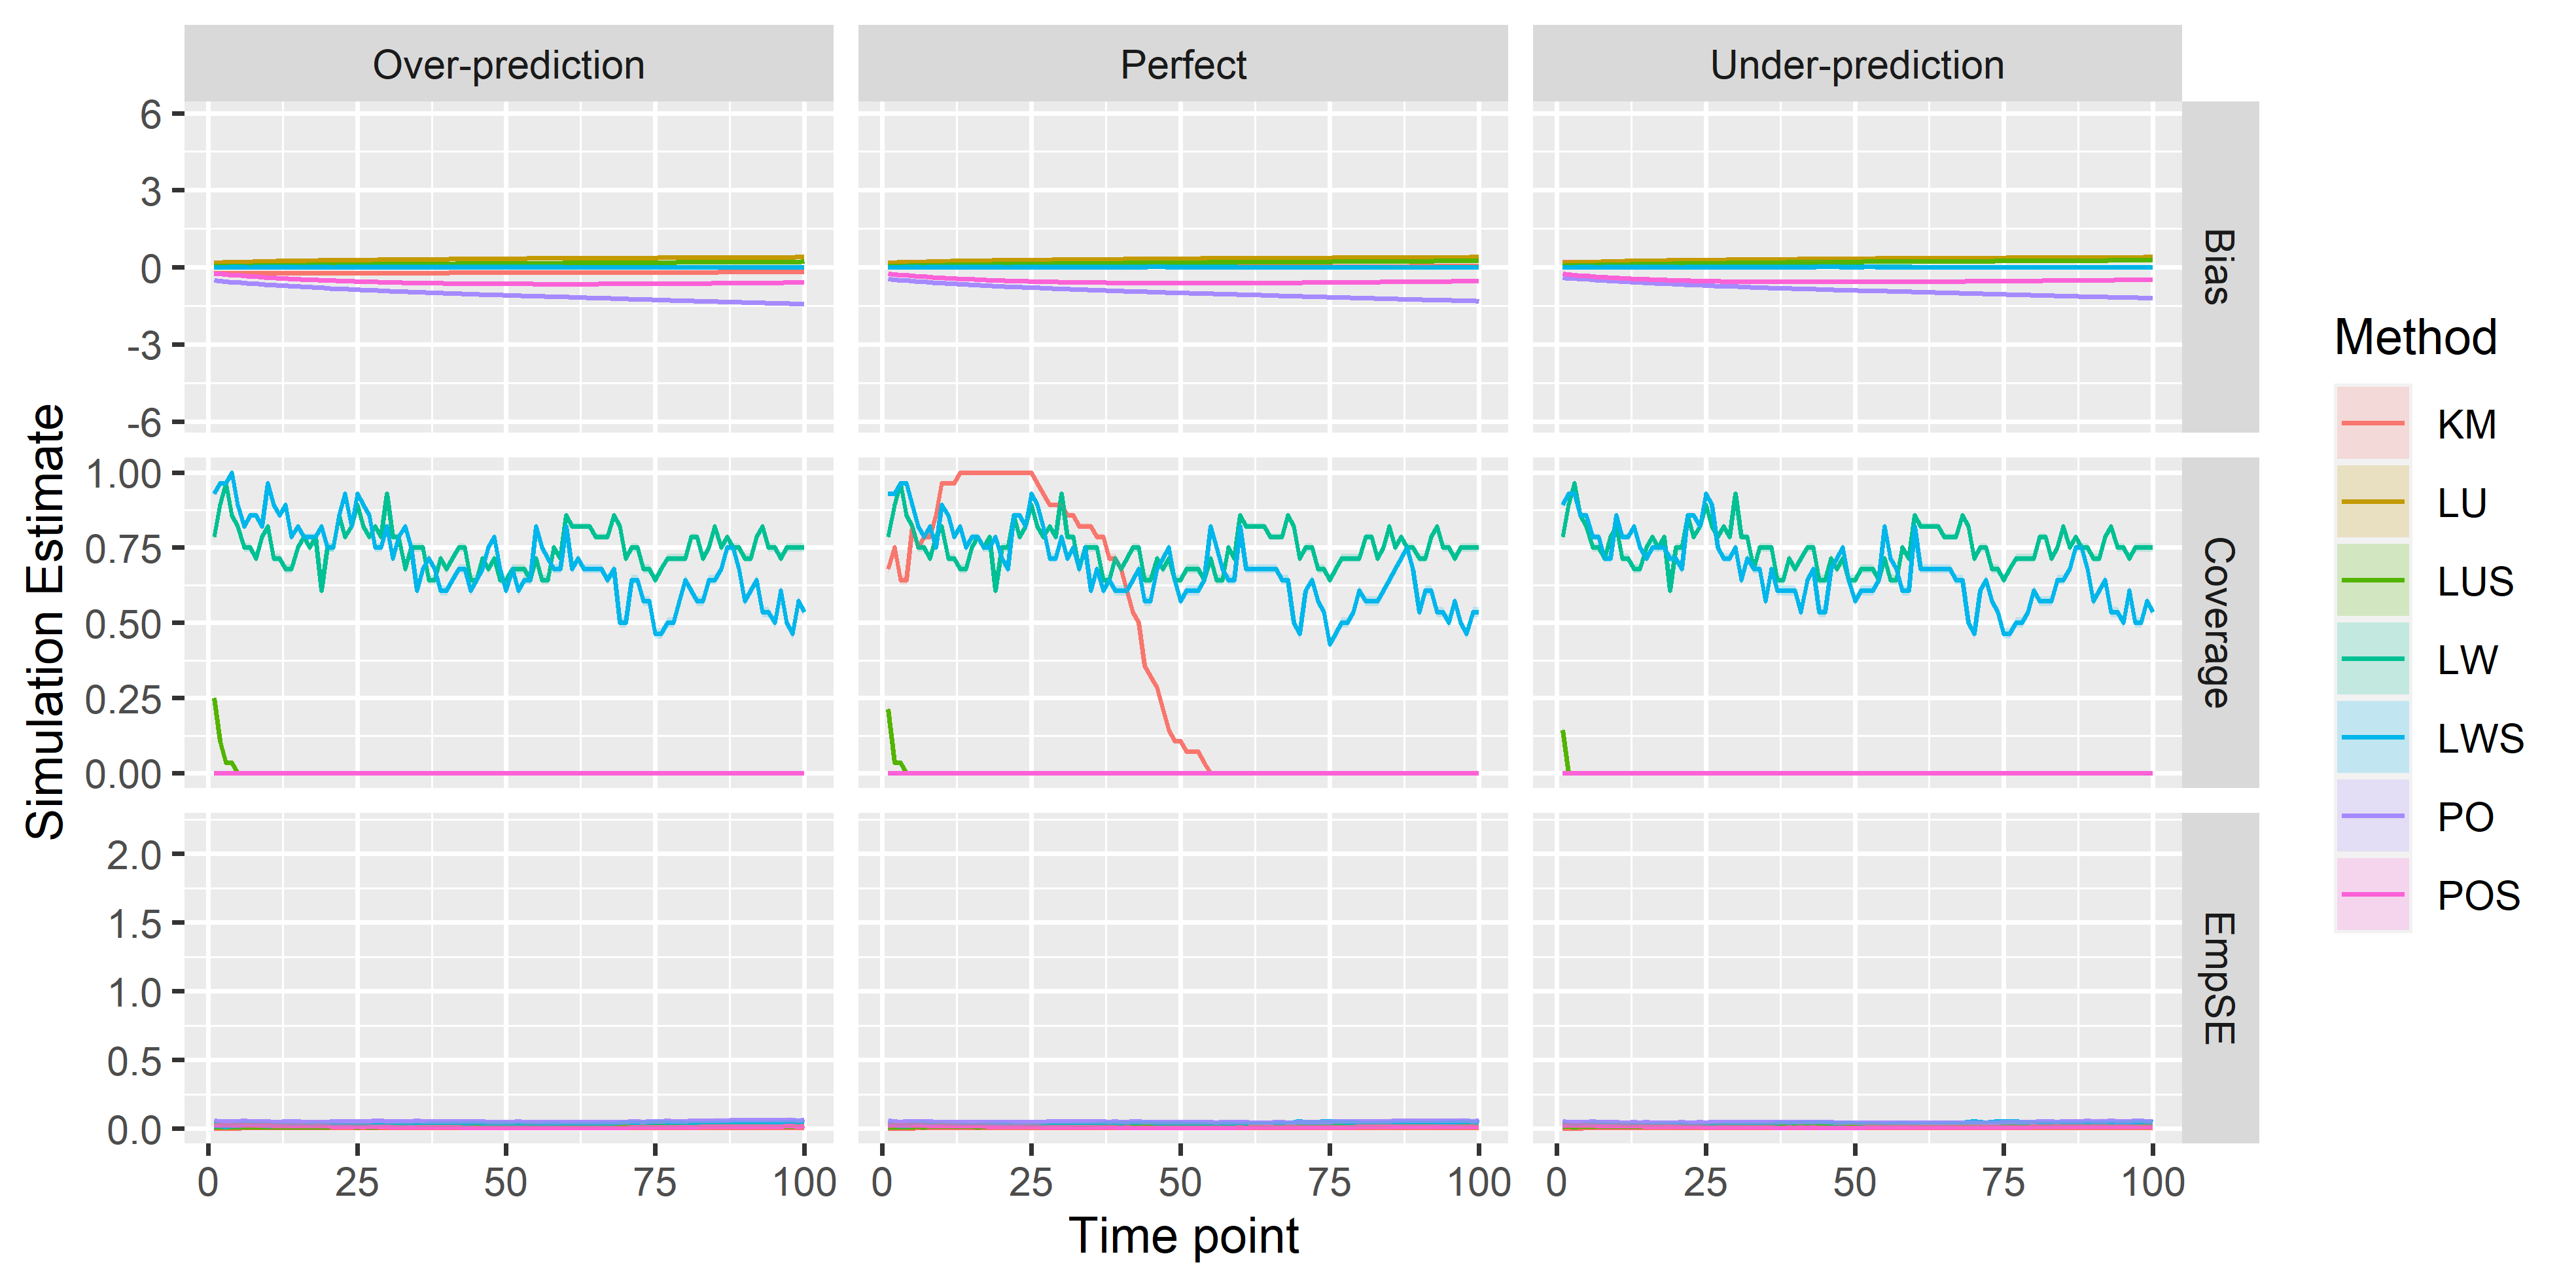 Over-prediction
Perfect
Under-prediction
6
3
0
-3
-6
Bias
1.00
0.75
0.50
0.25
0.00
Coverage
2.0
1.5
1.0
0.5
0.0
EmpSE
0 25 50 75 100
0 25 50 75 100
0 25 50 75 100
Time point
Simulation Estimate
Method
KM
LU
LUS
LW
LWS
PO
POS